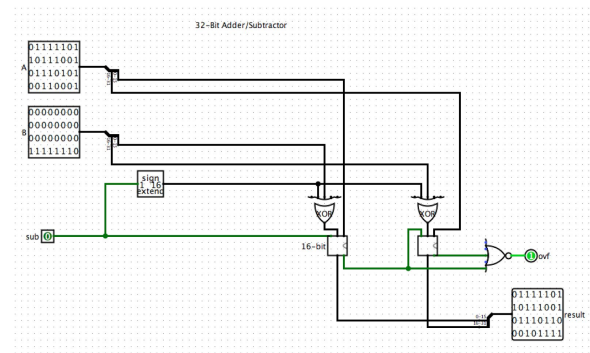 32-Bit Adder/Subtractor
A
01111101
10111001
01110101
00110001
B
00000000
00000000
00000000
11111110
sign
1 16
extend
XOR
XOR
sub
0
16-bit
ovf
01111101
10111001
01110110
00101111
result